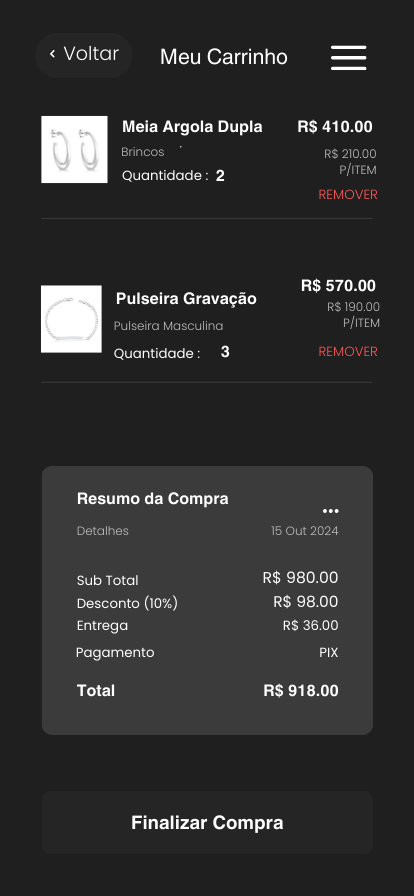 ‹ Voltar
Meu Carrinho
Meia Argola Dupla R$ 410.00
Brincos R$ 210.00
P/ITEM
Quantidade : 2
REMOVER
Pulseira Gravação R$ 570.00
R$ 190.00
Pulseira Masculina P/ITEM
Quantidade : 3 REMOVER
Resumo da Compra •••
Detalhes 15 Out 2024
Sub Total R$ 980.00
Desconto (10%) R$ 98.00
Entrega R$ 36.00
Pagamento PIX
Total R$ 918.00
Finalizar Compra